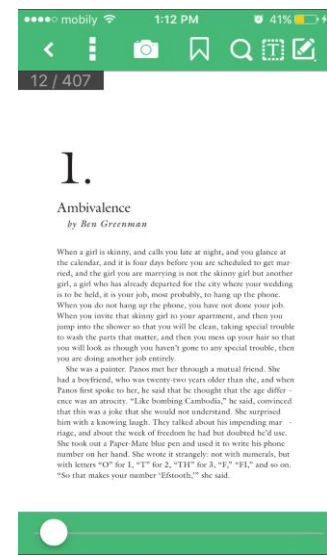 mobily 1:12 PM 41%
12 / 407
1.
Ambivalence
by Ben Greenman
When a girl is skinny, and calls you late at night, and you glance at
the calendar, and it is four days before you are scheduled to get mar-
ried, and the girl you are marrying is not the skinny girl but another
girl, a girl who has already departed for the city where your wedding
is to be held, it is your job, most probably, to hang up the phone.
When you do not hang up the phone, you have not done your job.
When you invite that skinny girl to your apartment, and then you
jump into the shower so that you will be clean, taking special trouble
to wash the parts that matter, and then you mess up your hair so that
you will look as though you haven't gone to any special trouble, then
you are doing another job entirely.
She was a painter. Panos met her through a mutual friend. She
had a boyfriend, who was twenty-two years older than she, and when
Panos first spoke to her, he said that he thought that the age differ -
ence was an atrocity. “Like bombing Cambodia,” he said, convinced
that this was a joke that she would not understand. She surprised
him with a knowing laugh. They talked about his impending mar -
riage, and about the week of freedom he had but doubted he'd use.
She took out a Paper-Mate blue pen and used it to write his phone
number on her hand. She wrote it strangely: not with numerals, but
with letters “O” for 1, “T” for 2, “TH” for 3, “F,” “FI,” and so on.
“So that makes your number ‘Efstooth,’” she said.